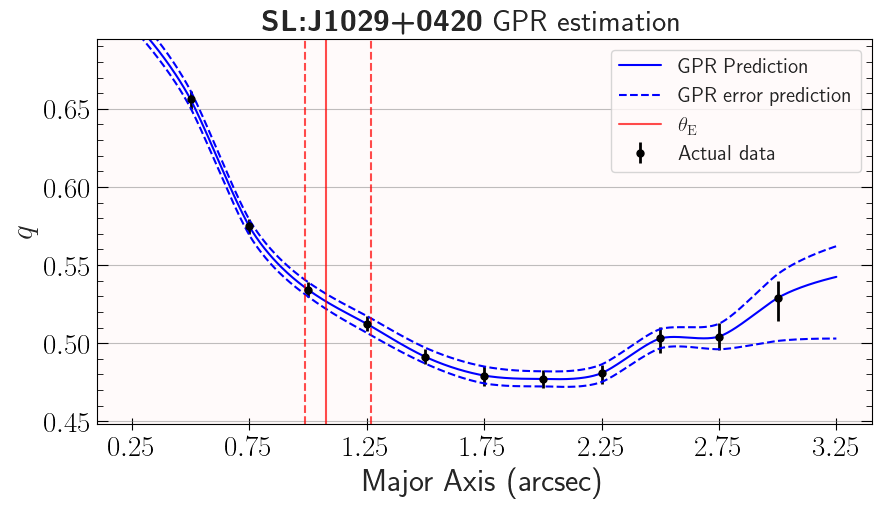 SL:J1029+0420 GPR estimation
GPR Prediction
GPR error prediction
θE
Actual data
q
0.65
0.60
0.55
0.50
0.45
0.25 0.75 1.25 1.75 2.25 2.75 3.25
Major Axis (arcsec)